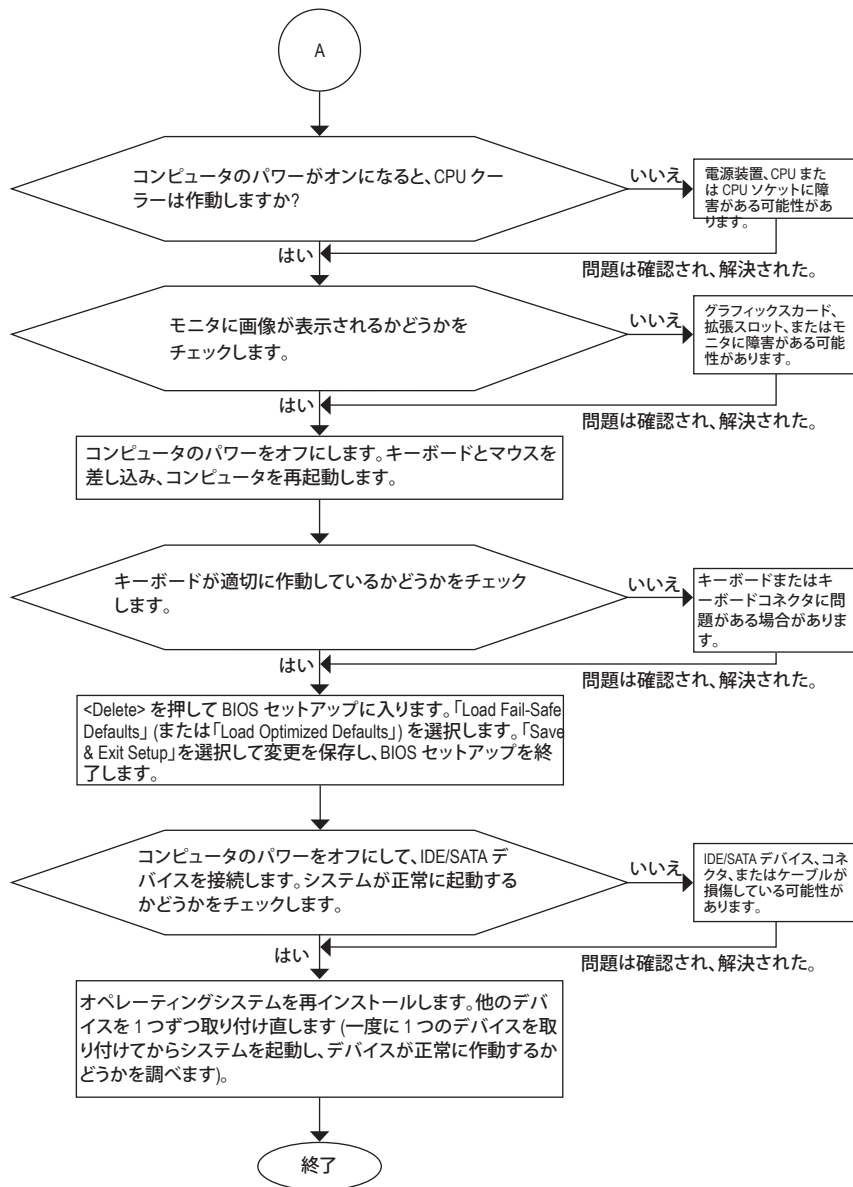 A
コンピュータのパワーがオンになると、CPU クー
ラーは作動しますか?
いいえ
電源装置、CPU また
は CPU ソケットに障
害がある可能性があ
ります。
はい
問題は確認され、解決された。
モニタに画像が表示されるかどうかを
チェックします。
いいえ
グラフィックスカード、
拡張スロット、またはモ
ニタに障害がある可能
性があります。
はい
問題は確認され、解決された。
コンピュータのパワーをオフにします。キーボードとマウスを
差し込み、コンピュータを再起動します。
キーボードが適切に作動しているかどうかをチェック
します。
いいえ
キーボードまたはキ
ーボードコネクタに問
題がある場合がありま
す。
はい
問題は確認され、解決された。
<Delete> を押して BIOS セットアップに入ります。「Load Fail-Safe
Defaults」 (または「Load Optimized Defaults」) を選択します。「Save
& Exit Setup」を選択して変更を保存し、BIOS セットアップを終
了します。
コンピュータのパワーをオフにして、IDE/SATA デ
バイスを接続します。システムが正常に起動する
かどうかをチェックします。
いいえ
IDE/SATA デバイス、コネ
クタ、またはケーブルが
損傷している可能性が
あります。
はい
問題は確認され、解決された。
オペレーティングシステムを再インストールします。他のデバ
イスを 1 つずつ取り付け直します (一度に 1 つのデバイスを取
り付けてからシステムを起動し、デバイスが正常に作動するか
どうかを調べます)。
終了